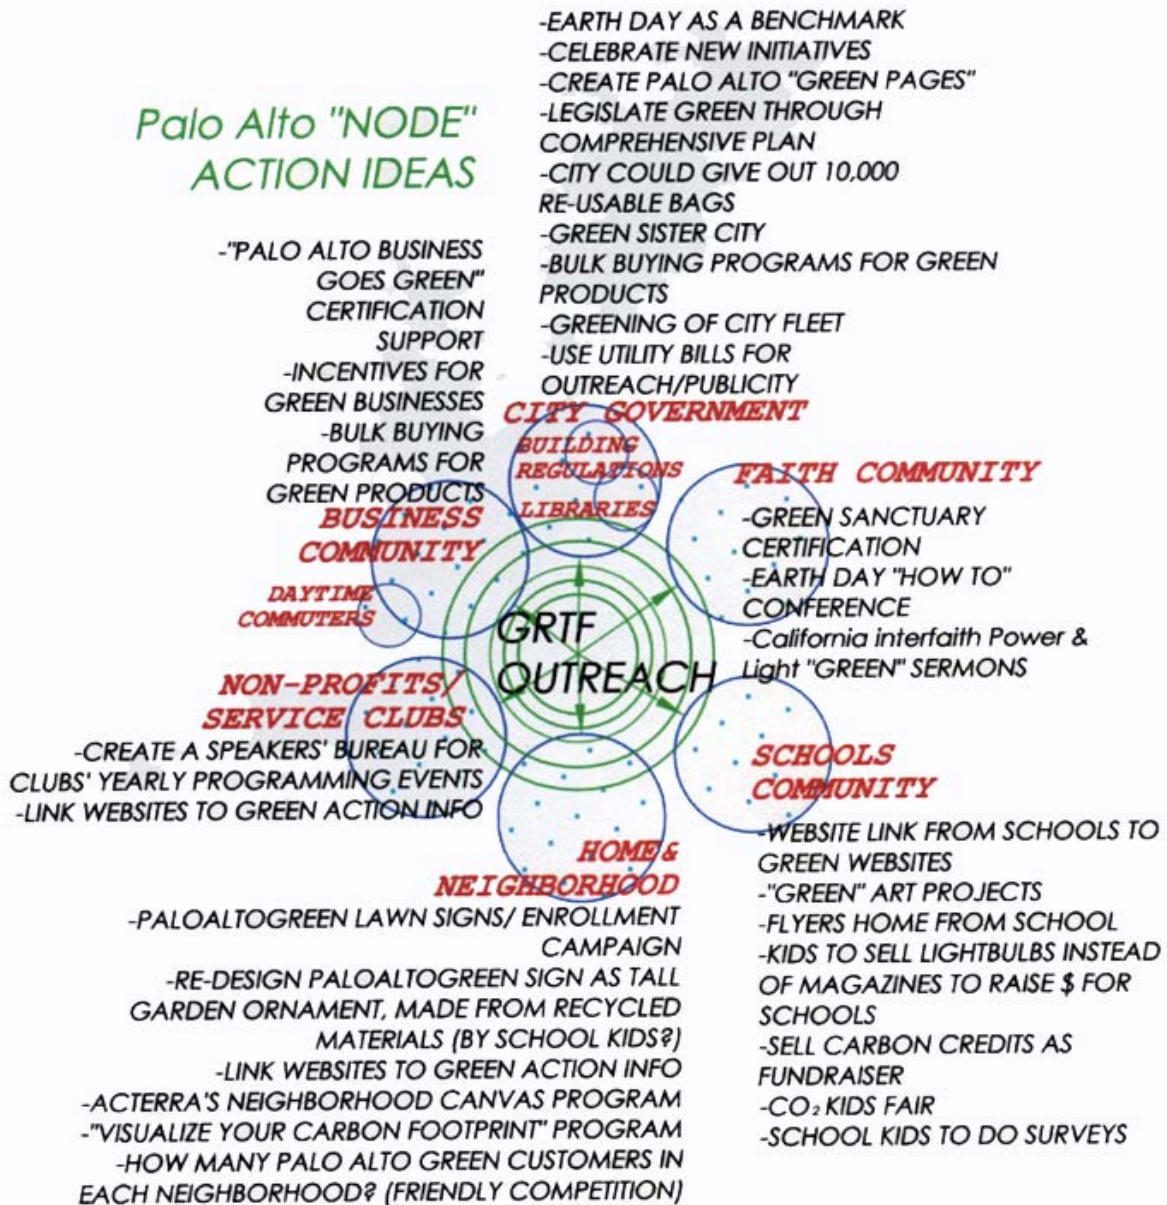 Palo Alto "NODE"
ACTION IDEAS
-EARTH DAY AS A BENCHMARK
-CELEBRATE NEW INITIATIVES
-CREATE PALO ALTO "GREEN PAGES"
-LEGISLATE GREEN THROUGH
COMPREHENSIVE PLAN
-CITY COULD GIVE OUT 10,000
RE-USABLE BAGS
-GREEN SISTER CITY
-BULK BUYING PROGRAMS FOR GREEN
PRODUCTS
-GREENING OF CITY FLEET
-USE UTILITY BILLS FOR
OUTREACH/PUBLICITY
CITY GOVERNMENT
BUILDING
REGULATIONS
LIBRARIES
-"PALO ALTO BUSINESS
GOES GREEN"
CERTIFICATION
SUPPORT
-INCENTIVES FOR
GREEN BUSINESSES
-BULK BUYING
PROGRAMS FOR
GREEN PRODUCTS
BUSINESS
COMMUNITY
DAYTIME
COMMUTERS
FAITH COMMUNITY
-GREEN SANCTUARY
CERTIFICATION
-EARTH DAY "HOW TO"
CONFERENCE
-California interfaith Power &
Light "GREEN" SERMONS
GRTF
OUTREACH
NON-PROFITS/
SERVICE CLUBS
-CREATE A SPEAKERS' BUREAU FOR
CLUBS' YEARLY PROGRAMMING EVENTS
-LINK WEBSITES TO GREEN ACTION INFO
SCHOOLS
COMMUNITY
-WEBSITE LINK FROM SCHOOLS TO
GREEN WEBSITES
-"GREEN" ART PROJECTS
-FLYERS HOME FROM SCHOOL
-KIDS TO SELL LIGHTBULBS INSTEAD
OF MAGAZINES TO RAISE $ FOR
SCHOOLS
-SELL CARBON CREDITS AS
FUNDRAISER
-CO₂ KIDS FAIR
-SCHOOL KIDS TO DO SURVEYS
HOME &
NEIGHBORHOOD
-PALOALTOGREEN LAWN SIGNS/ ENROLLMENT
CAMPAIGN
-RE-DESIGN PALOALTOGREEN SIGN AS TALL
GARDEN ORNAMENT, MADE FROM RECYCLED
MATERIALS (BY SCHOOL KIDS?)
-LINK WEBSITES TO GREEN ACTION INFO
-ACTERRA'S NEIGHBORHOOD CANVAS PROGRAM
-"VISUALIZE YOUR CARBON FOOTPRINT" PROGRAM
-HOW MANY PALO ALTO GREEN CUSTOMERS IN
EACH NEIGHBORHOOD? (FRIENDLY COMPETITION)